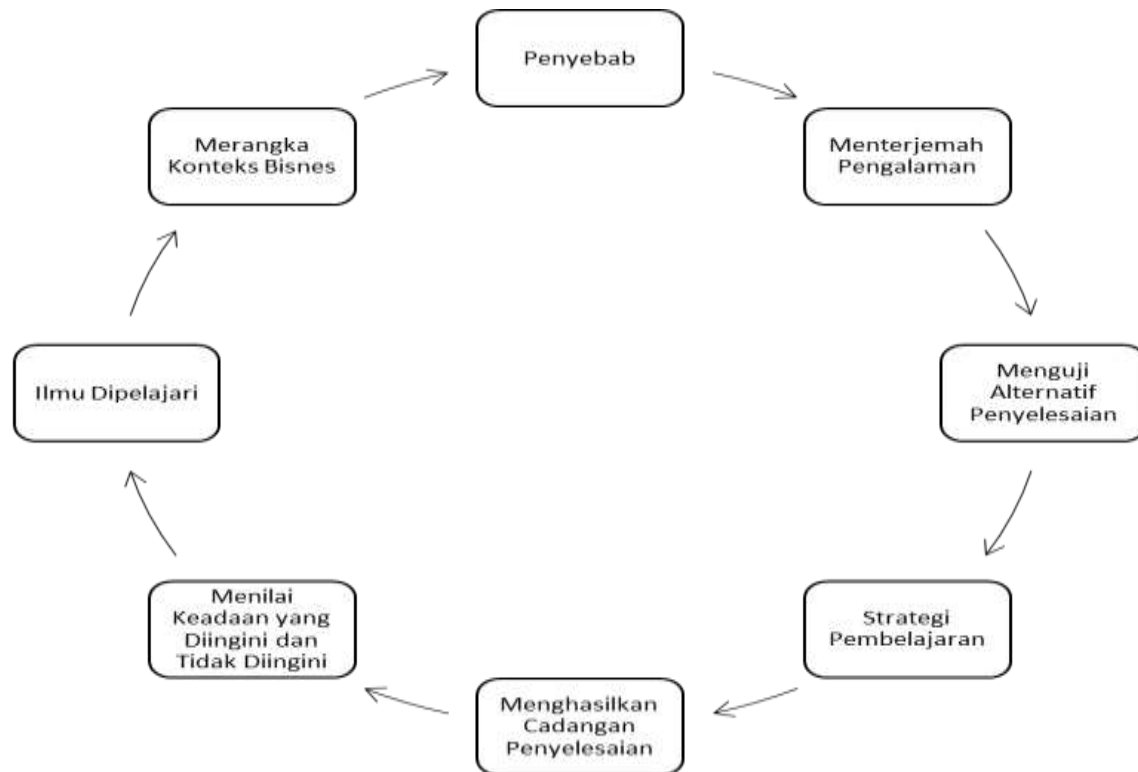 Penyebab
Menterjemah
Pengalaman
Menguji
Alternatif
Penyelesaian
Strategi
Pembelajaran
Menghasilkan
Cadangan
Penyelesaian
Menilai
Keadaan yang
Diingini dan
Tidak Diingini
Ilmu Dipelajari
Merangka
Konteks Bisnes